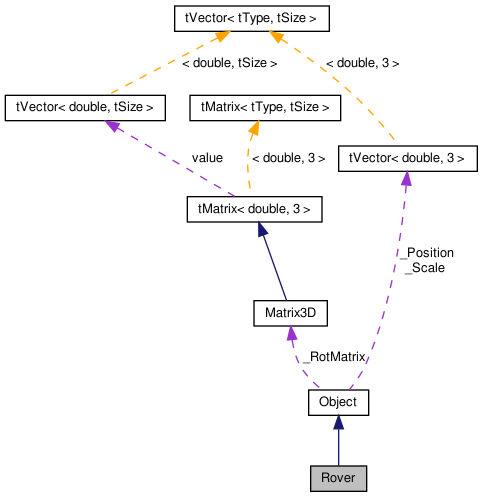 tVector< tType, tSize >
< double, tSize >
< double, 3 >
tVector< double, tSize >
tMatrix< tType, tSize >
value
< double, 3 >
tVector< double, 3 >
tMatrix< double, 3 >
_Position
_Scale
Matrix3D
_RotMatrix
Object
Rover